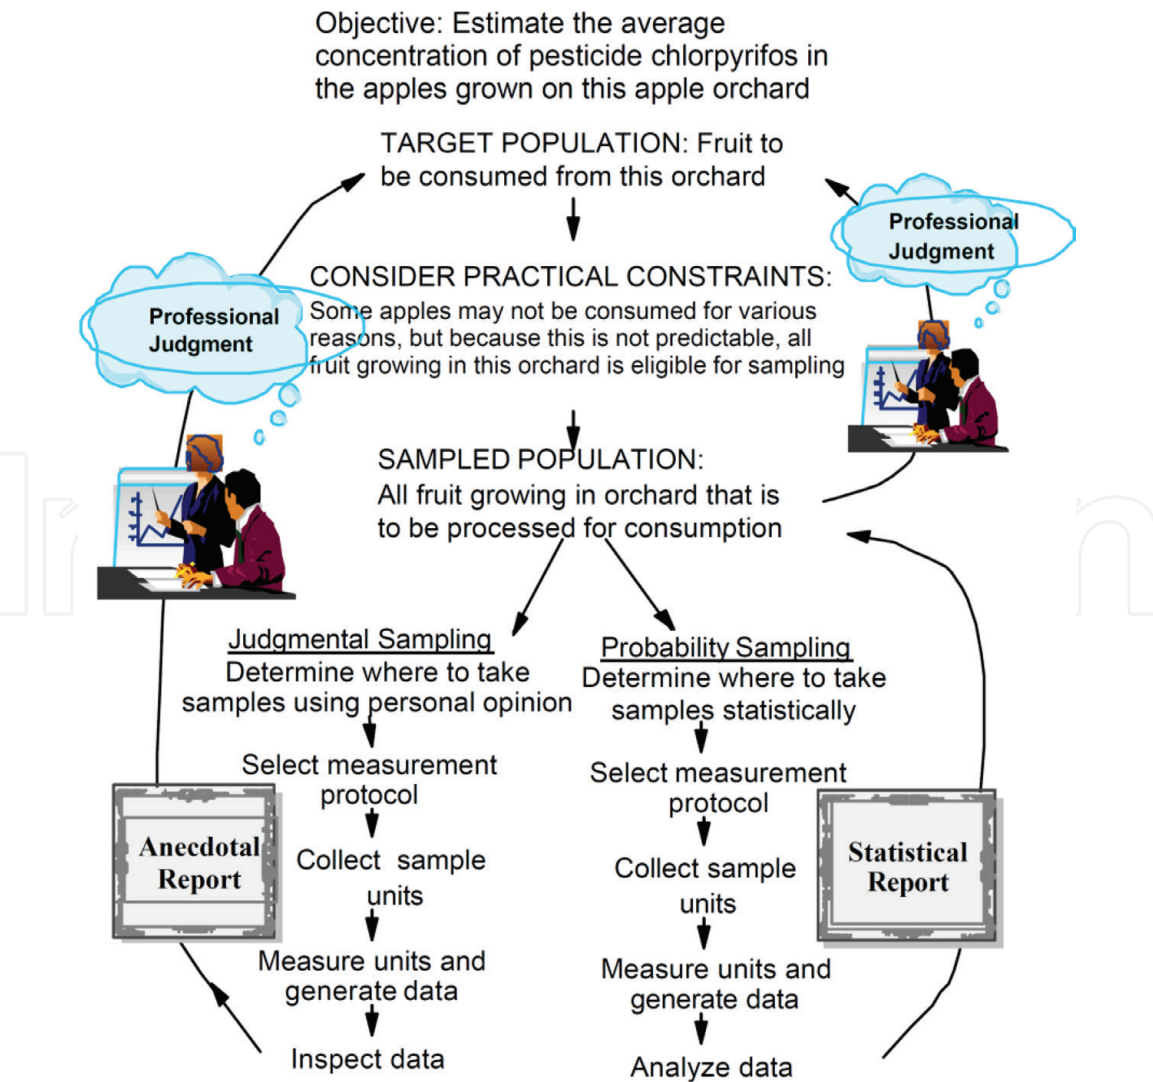 Objective: Estimate the average
concentration of pesticide chlorpyrifos in
the apples grown on this apple orchard
TARGET POPULATION: Fruit to
be consumed from this orchard
Professional
Judgment
CONSIDER PRACTICAL CONSTRAINTS:
Some apples may not be consumed for various
reasons, but because this is not predictable, all
fruit growing in this orchard is eligible for sampling
Professional
Judgment
SAMPLED POPULATION:
All fruit growing in orchard that is
to be processed for consumption
Judgmental Sampling
Determine where to take
samples using personal opinion
Select measurement
protocol
Collect sample
units
Measure units and
generate data
Inspect data
Anecdotal
Report
Probability Sampling
Determine where to take
samples statistically
Select measurement
protocol
Collect sample
units
Measure units and
generate data
Analyze data
Statistical
Report